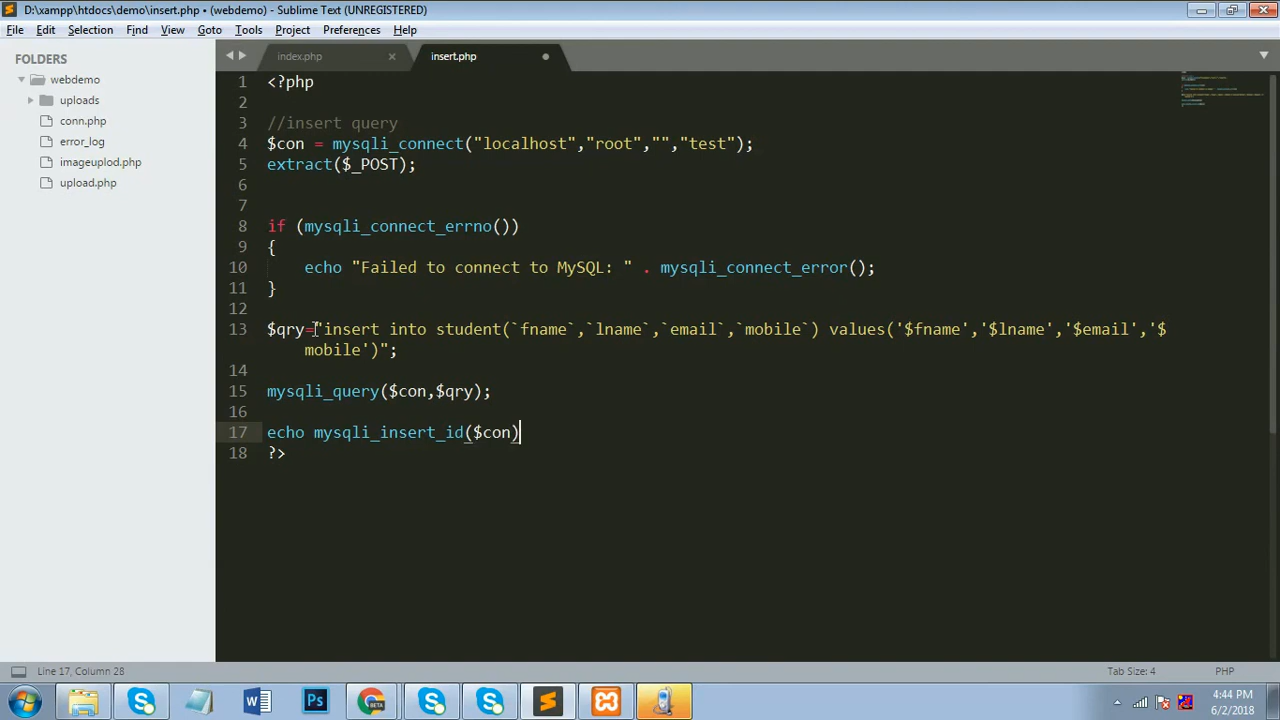 D:\xampp\htdocs\demo\insert.php • (webdemo) - Sublime Text (UNREGISTERED)
File Edit Selection Find View Goto Tools Project Preferences Help
FOLDERS
webdemo
uploads
conn.php
error_log
imageuplod.php
upload.php
index.php insert.php
1 <?php
2
3 //insert query
4 $con = mysqli_connect("localhost","root","","test");
5 extract($_POST);
6
7
8 if (mysqli_connect_errno())
9 {
10 echo "Failed to connect to MySQL: " . mysqli_connect_error();
11 }
12
13 $qry="insert into student(`fname`,`lname`,`email`,`mobile`) values('$fname','$lname','$email','$
mobile')";
14
15 mysqli_query($con,$qry);
16
17 echo mysqli_insert_id($con)
18 ?>
Line 17, Column 28 Tab Size: 4 PHP
Ps BETA
4:44 PM
6/2/2018